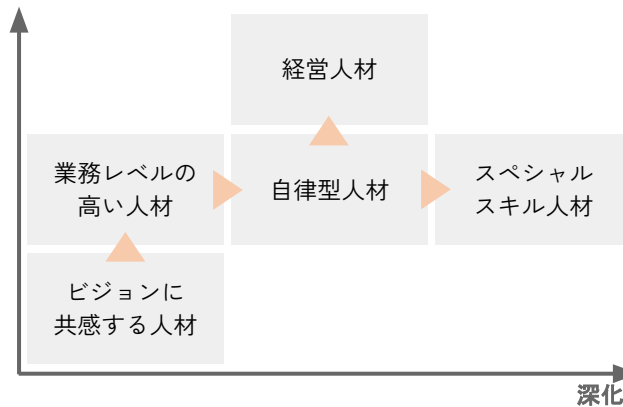 経営人材
業務レベルの
高い人材
自律型人材
スペシャル
スキル人材
ビジョンに
共感する人材
深化